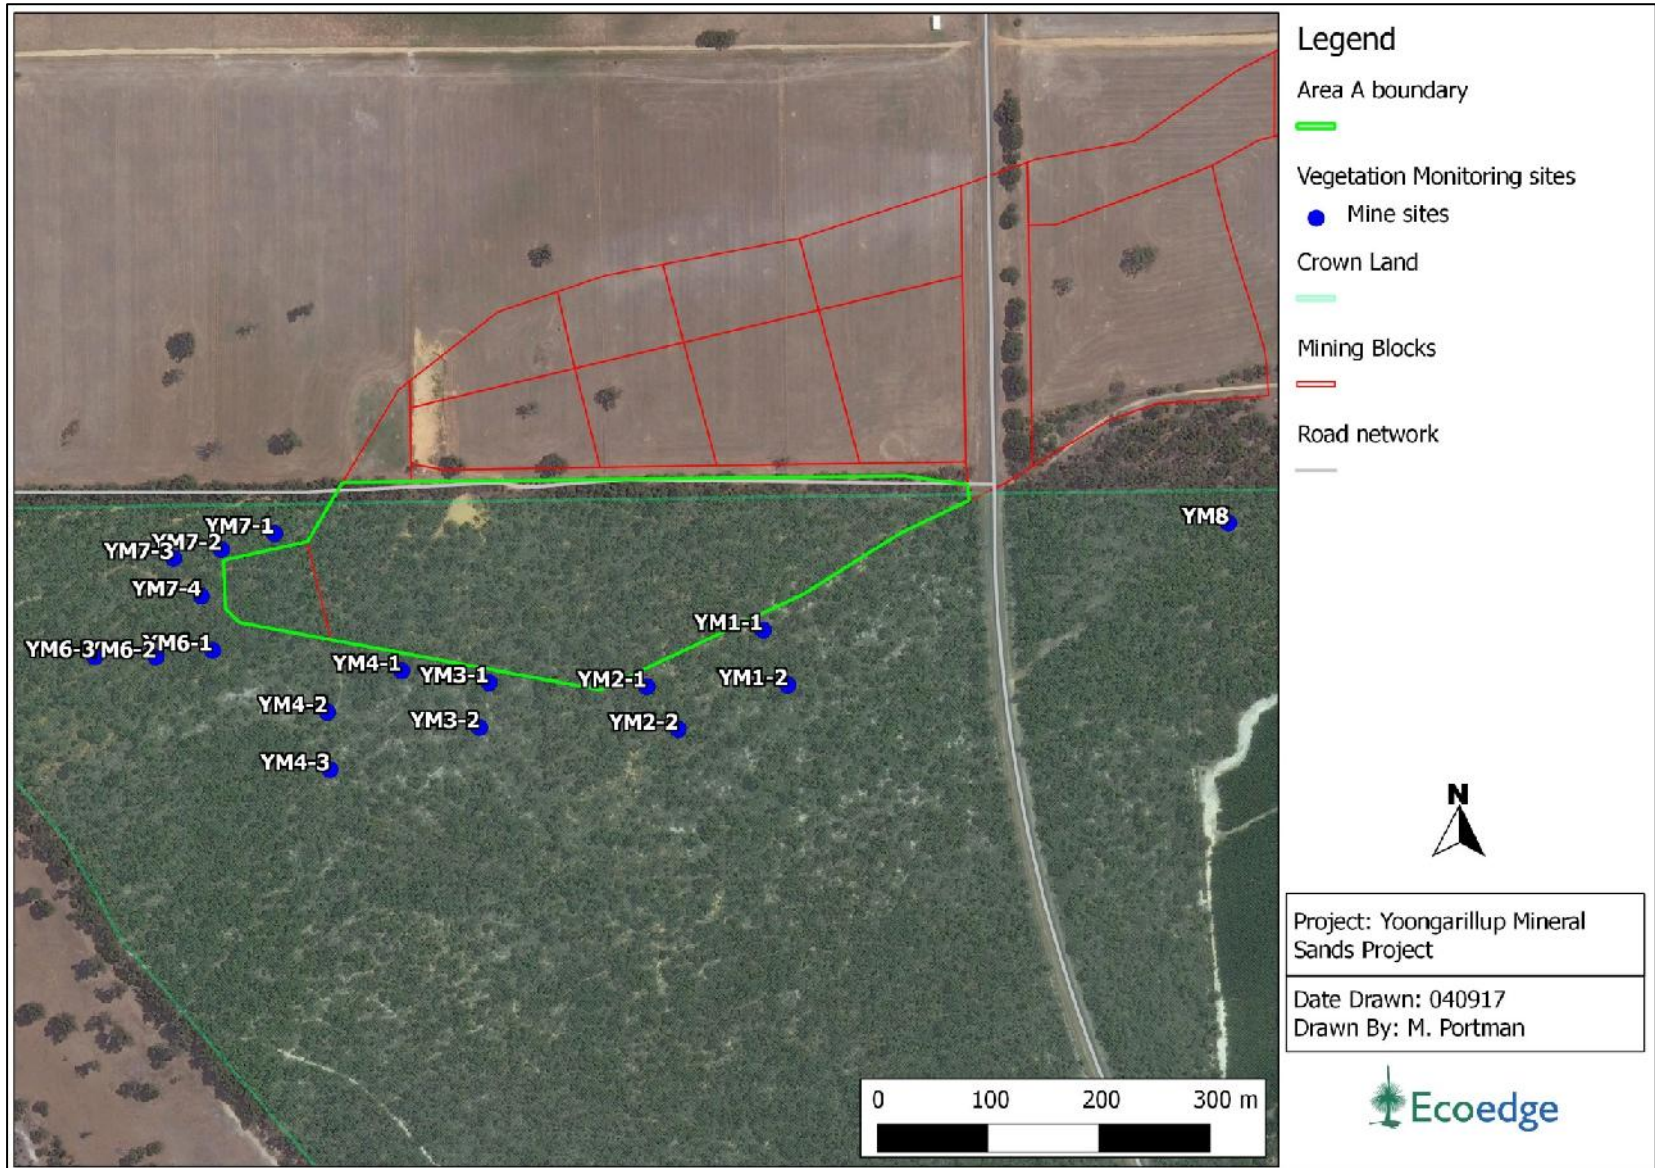 Legend
Area A boundary
Vegetation Monitoring sites
Mine sites
Crown Land
Mining Blocks
Road network
YM8
YM7-1
YM7-2
YM7-3
YM7-4
YM1-1
YM6-1
YM6-2
YM6-3
YM4-1
YM3-1
YM2-1
YM1-2
YM4-2
YM3-2
YM2-2
YM4-3
N
Project: Yoongarillup Mineral
Sands Project
Date Drawn: 040917
Drawn By: M. Portman
Ecoedge
0 100 200 300 m